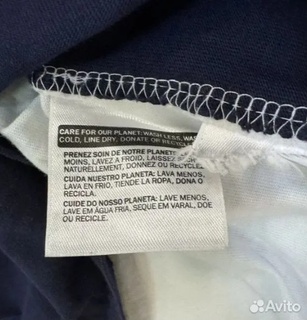 CARE FOR OUR PLANET: WASH LESS, WA
COLD, LINE DRY, DONATE OR RECYCLE
PRENEZ SOIN DE NOTRE PLANETE:
MOINS, LAVEZ A FROID, LAISSEZ
NATURELLEMENT, DONNEZ OU RECYCLE
CUIDA NUESTRO PLANETA: LAVA MENOS,
LAVA EN FRIO, TIENDE LA ROPA, DONA O
RECICLA.
CUIDE DO NOSSO PLANETA: LAVE MENOS,
LAVE EM ÁGUA FRIA, SEQUE EM VARAL, DOE
OU RECICLE.
Avito